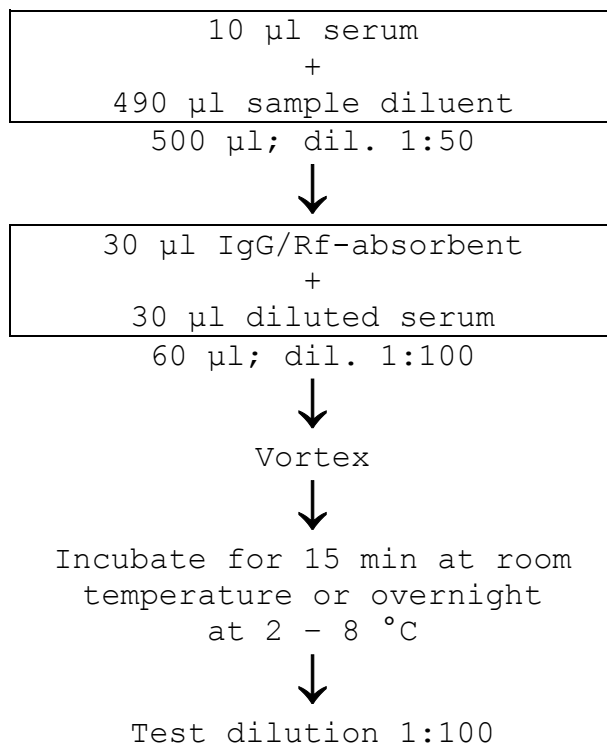 10 µl serum
+
490 µl sample diluent
500 µl; dil. 1:50
30 µl IgG/Rf-absorbent
+
30 µl diluted serum
60 µl; dil. 1:100
Vortex
Incubate for 15 min at room
temperature or overnight
at 2 – 8 °C
Test dilution 1:100